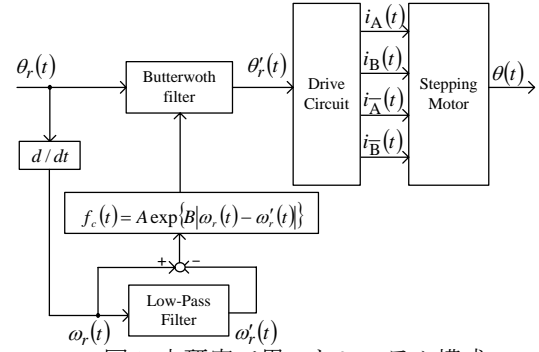 θr(t)
Butterwoth
filter
θ′r(t)
Drive
Circuit
iA(t)
iB(t)
iA̅(t)
iB̅(t)
Stepping
Motor
θ(t)
d / dt
fc(t) = A exp{B|ωr(t) − ω′r(t)|}
+
−
Low-Pass
Filter
ωr(t)
ω′r(t)